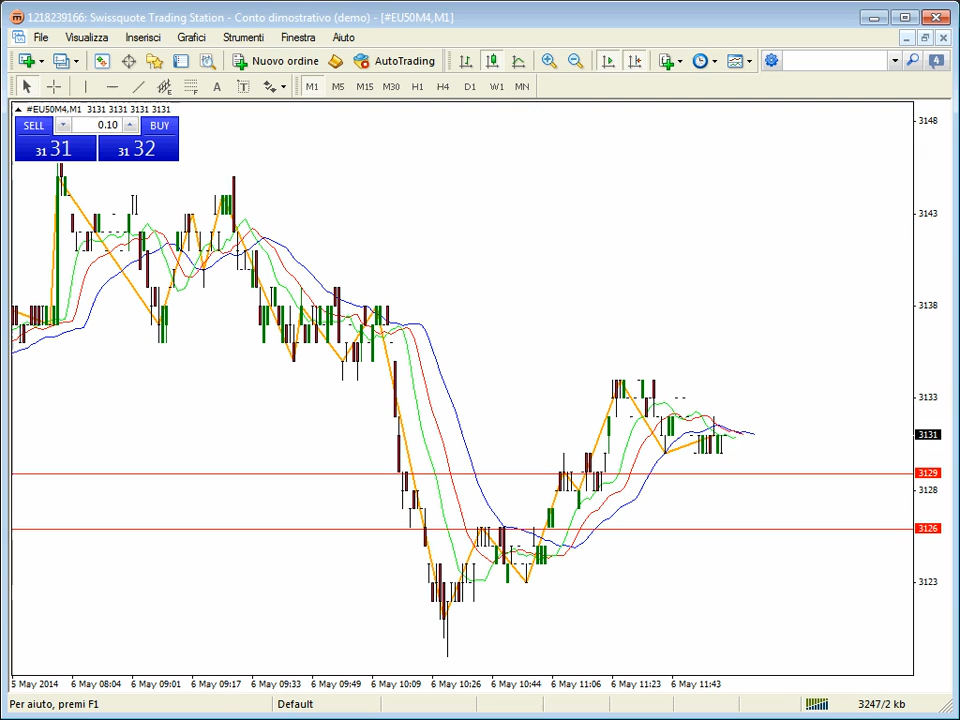 1218239166: Swissquote Trading Station - Conto dimostrativo (demo) - [#EU50M4,M1]
File Visualizza Inserisci Grafici Strumenti Finestra Aiuto
Nuovo ordine AutoTrading 4
A T M1 M5 M15 M30 H1 H4 D1 W1 MN
#EU50M4,M1 3131 3131 3131 3131
SELL 0.10 BUY
31 31 31 32
3148
3143
3138
3133
3131
3129
3128
3126
3123
5 May 2014 6 May 08:04 6 May 09:01 6 May 09:17 6 May 09:33 6 May 09:49 6 May 10:09 6 May 10:26 6 May 10:44 6 May 11:06 6 May 11:23 6 May 11:43
Per aiuto, premi F1 Default 3247/2 kb